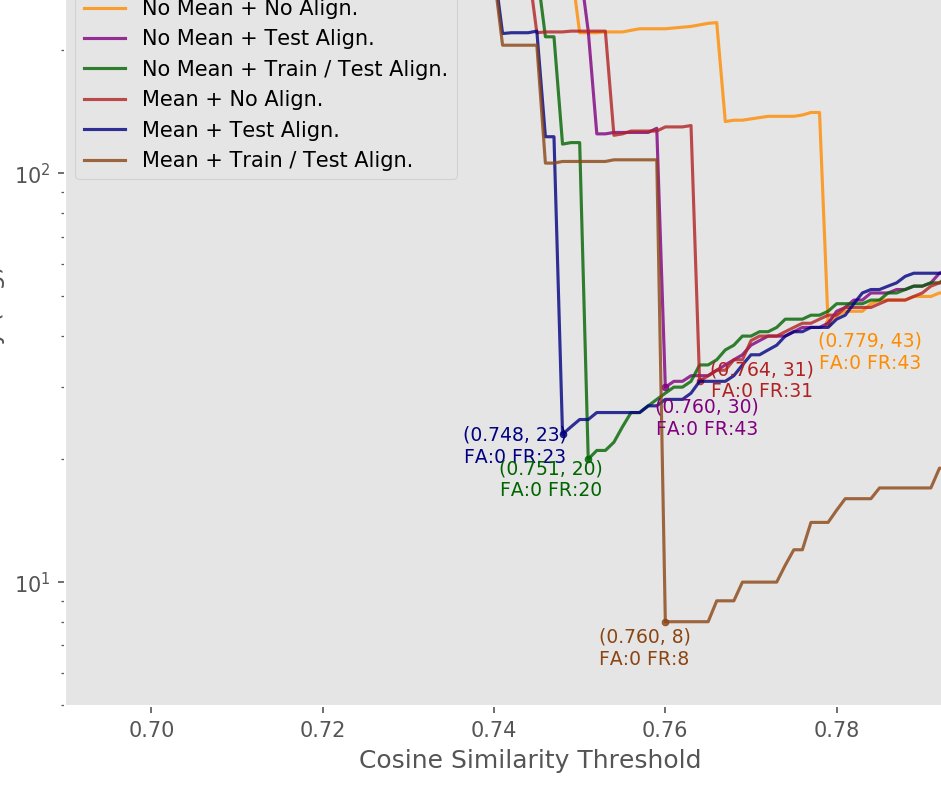 No Mean + No Align.
No Mean + Test Align.
No Mean + Train / Test Align.
Mean + No Align.
Mean + Test Align.
Mean + Train / Test Align.
10²
10¹
(0.779, 43)
FA:0 FR:43
(0.764, 31)
FA:0 FR:31
(0.760, 30)
FA:0 FR:43
(0.748, 23)
FA:0 FR:23
(0.751, 20)
FA:0 FR:20
(0.760, 8)
FA:0 FR:8
0.70 0.72 0.74 0.76 0.78
Cosine Similarity Threshold